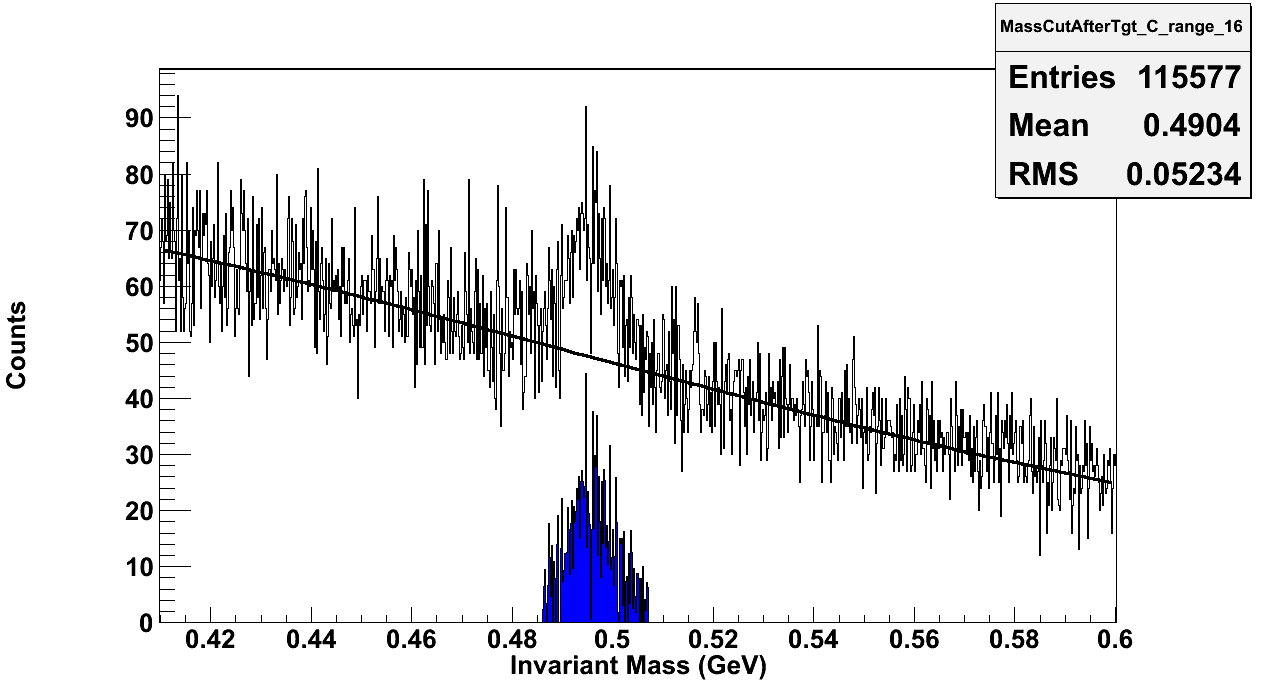 MassCutAfterTgt_C_range_16
Entries 115577
Mean 0.4904
RMS 0.05234
Counts
90
80
70
60
50
40
30
20
10
0
0.42 0.44 0.46 0.48 0.5 0.52 0.54 0.56 0.58 0.6
Invariant Mass (GeV)